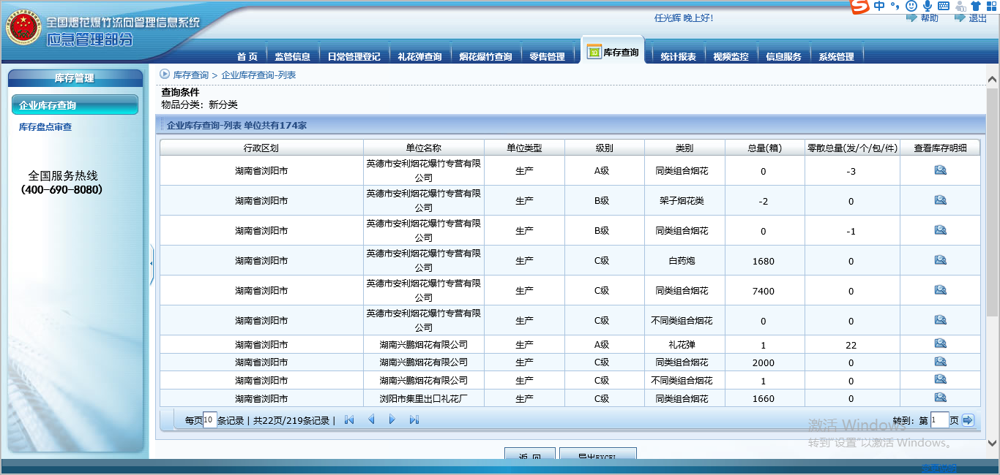 中
全国烟花爆竹流向管理信息系统
应急管理部分
任光辉 晚上好!
帮助 退出
首 页 监管信息 日常管理登记 礼花弹查询 烟花爆竹查询 零售管理 库存查询 统计报表 视频监控 信息服务 系统管理
库存管理
企业库存查询
库存盘点审查
全国服务热线
(400-690-8080)
库存查询 > 企业库存查询-列表
查询条件
物品分类：新分类
企业库存查询-列表 单位共有174家
行政区划 单位名称 单位类型 级别 类别 总量(箱) 零散总量(发/个/包/件) 查看库存明细
湖南省浏阳市 英德市安利烟花爆竹专营有限公司 生产 A级 同类组合烟花 0 -3
湖南省浏阳市 英德市安利烟花爆竹专营有限公司 生产 B级 架子烟花类 -2 0
湖南省浏阳市 英德市安利烟花爆竹专营有限公司 生产 B级 同类组合烟花 0 -1
湖南省浏阳市 英德市安利烟花爆竹专营有限公司 生产 C级 白药炮 1680 0
湖南省浏阳市 英德市安利烟花爆竹专营有限公司 生产 C级 同类组合烟花 7400 0
湖南省浏阳市 英德市安利烟花爆竹专营有限公司 生产 C级 不同类组合烟花 0 0
湖南省浏阳市 湖南兴鹏烟花有限公司 生产 A级 礼花弹 1 22
湖南省浏阳市 湖南兴鹏烟花有限公司 生产 C级 同类组合烟花 2000 0
湖南省浏阳市 湖南兴鹏烟花有限公司 生产 C级 不同类组合烟花 1 0
湖南省浏阳市 浏阳市集里出口礼花厂 生产 C级 同类组合烟花 1660 0
每页10条记录 | 共22页/219条记录 |
转到：第 1 页
激活 Windows
转到"设置"以激活 Windows。
返 回 导出EXCEL
变更说明